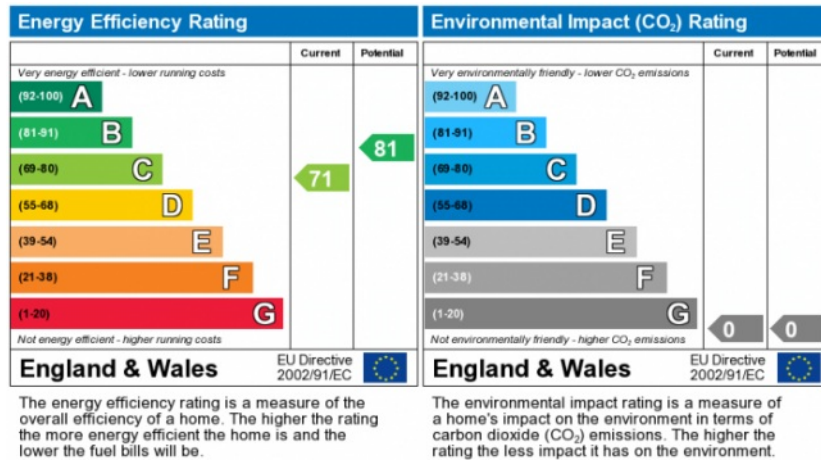 Energy Efficiency Rating
Current Potential
Very energy efficient - lower running costs
(92-100) A
(81-91) B
81
(69-80) C
71
(55-68) D
(39-54) E
(21-38) F
(1-20) G
Not energy efficient - higher running costs
England & Wales
EU Directive
2002/91/EC
The energy efficiency rating is a measure of the
overall efficiency of a home. The higher the rating
the more energy efficient the home is and the
lower the fuel bills will be.
Environmental Impact (CO₂) Rating
Current Potential
Very environmentally friendly - lower CO₂ emissions
(92-100) A
(81-91) B
(69-80) C
(55-68) D
(39-54) E
(21-38) F
(1-20) G
0 0
Not environmentally friendly - higher CO₂ emissions
England & Wales
EU Directive
2002/91/EC
The environmental impact rating is a measure of
a home's impact on the environment in terms of
carbon dioxide (CO₂) emissions. The higher the
rating the less impact it has on the environment.